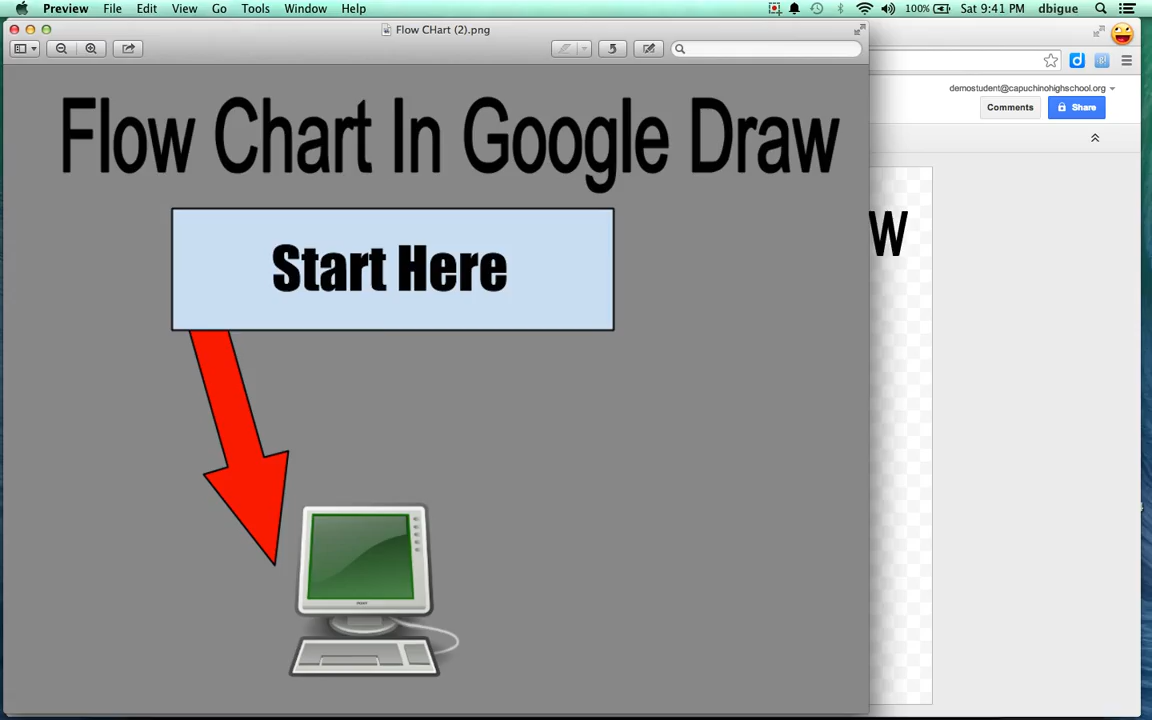 Preview File Edit View Go Tools Window Help 100% Sat 9:41 PM dbigue
Flow CHart (2).png
demostudent@capuchinohighschool.org
Comments Share
Flow Chart In Google Draw
W
Start Here